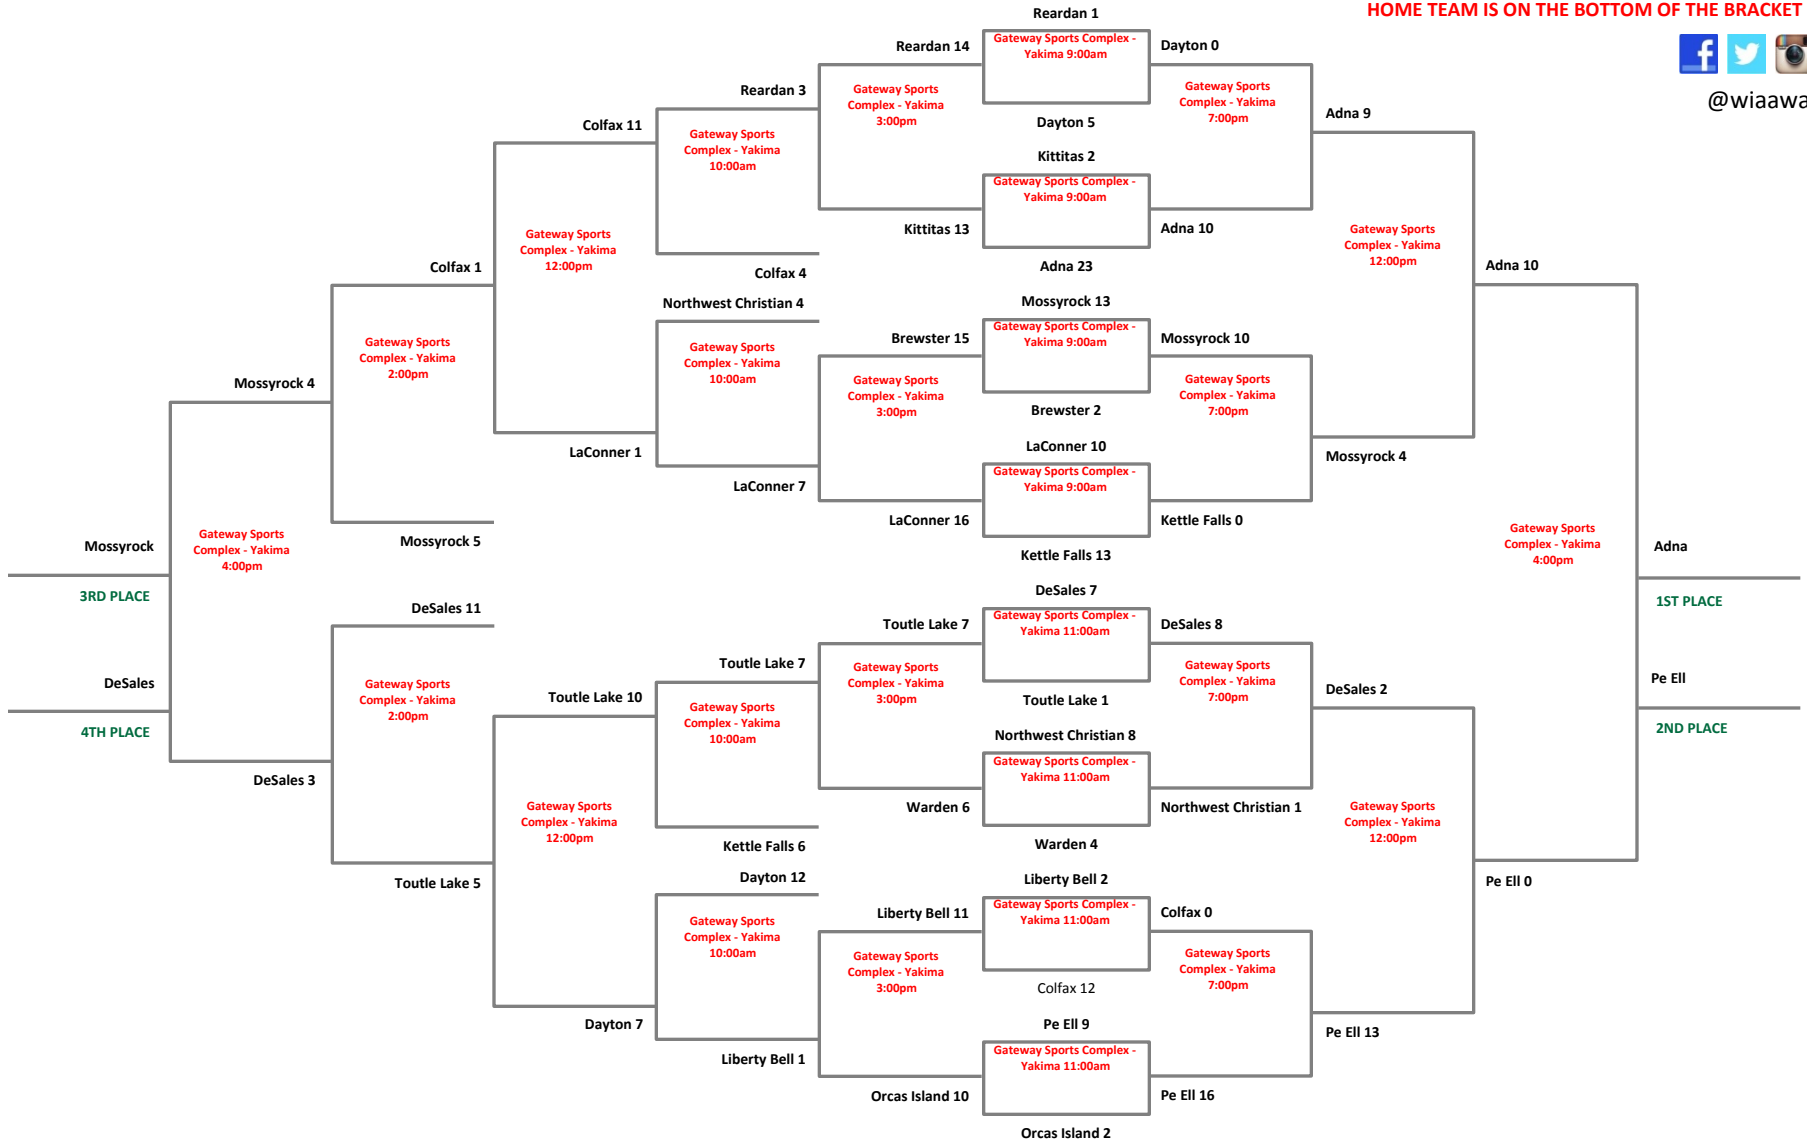 HOME TEAM IS ON THE BOTTOM OF THE BRACKET
@wiaawa
Reardan 1
Gateway Sports Complex -
Yakima 9:00am
Dayton 5
Kittitas 2
Gateway Sports Complex -
Yakima 9:00am
Adna 23
Mossyrock 13
Gateway Sports Complex -
Yakima 9:00am
Brewster 2
LaConner 10
Gateway Sports Complex -
Yakima 9:00am
Kettle Falls 13
DeSales 7
Gateway Sports Complex -
Yakima 11:00am
Toutle Lake 1
Northwest Christian 8
Gateway Sports Complex -
Yakima 11:00am
Warden 4
Liberty Bell 2
Gateway Sports Complex -
Yakima 11:00am
Colfax 12
Pe Ell 9
Gateway Sports Complex -
Yakima 11:00am
Orcas Island 2
Dayton 0
Gateway Sports
Complex - Yakima
7:00pm
Adna 10
Mossyrock 10
Gateway Sports
Complex - Yakima
7:00pm
Kettle Falls 0
DeSales 8
Gateway Sports
Complex - Yakima
7:00pm
Northwest Christian 1
Colfax 0
Gateway Sports
Complex - Yakima
7:00pm
Pe Ell 16
Adna 9
Gateway Sports
Complex - Yakima
12:00pm
Mossyrock 4
DeSales 2
Gateway Sports
Complex - Yakima
12:00pm
Pe Ell 13
Adna 10
Gateway Sports
Complex - Yakima
4:00pm
Pe Ell 0
Adna
1ST PLACE
Pe Ell
2ND PLACE
Reardan 14
Gateway Sports
Complex - Yakima
3:00pm
Kittitas 13
Brewster 15
Gateway Sports
Complex - Yakima
3:00pm
LaConner 16
Toutle Lake 7
Gateway Sports
Complex - Yakima
3:00pm
Warden 6
Liberty Bell 11
Gateway Sports
Complex - Yakima
3:00pm
Orcas Island 10
Reardan 3
Gateway Sports
Complex - Yakima
10:00am
Colfax 4
Northwest Christian 4
Gateway Sports
Complex - Yakima
10:00am
LaConner 7
Toutle Lake 7
Gateway Sports
Complex - Yakima
10:00am
Kettle Falls 6
Dayton 12
Gateway Sports
Complex - Yakima
10:00am
Liberty Bell 1
Colfax 11
Gateway Sports
Complex - Yakima
12:00pm
LaConner 1
Toutle Lake 10
Gateway Sports
Complex - Yakima
12:00pm
Dayton 7
Colfax 1
Gateway Sports
Complex - Yakima
2:00pm
Mossyrock 5
DeSales 11
Gateway Sports
Complex - Yakima
2:00pm
Toutle Lake 5
Mossyrock 4
Gateway Sports
Complex - Yakima
4:00pm
DeSales 3
Mossyrock
3RD PLACE
DeSales
4TH PLACE